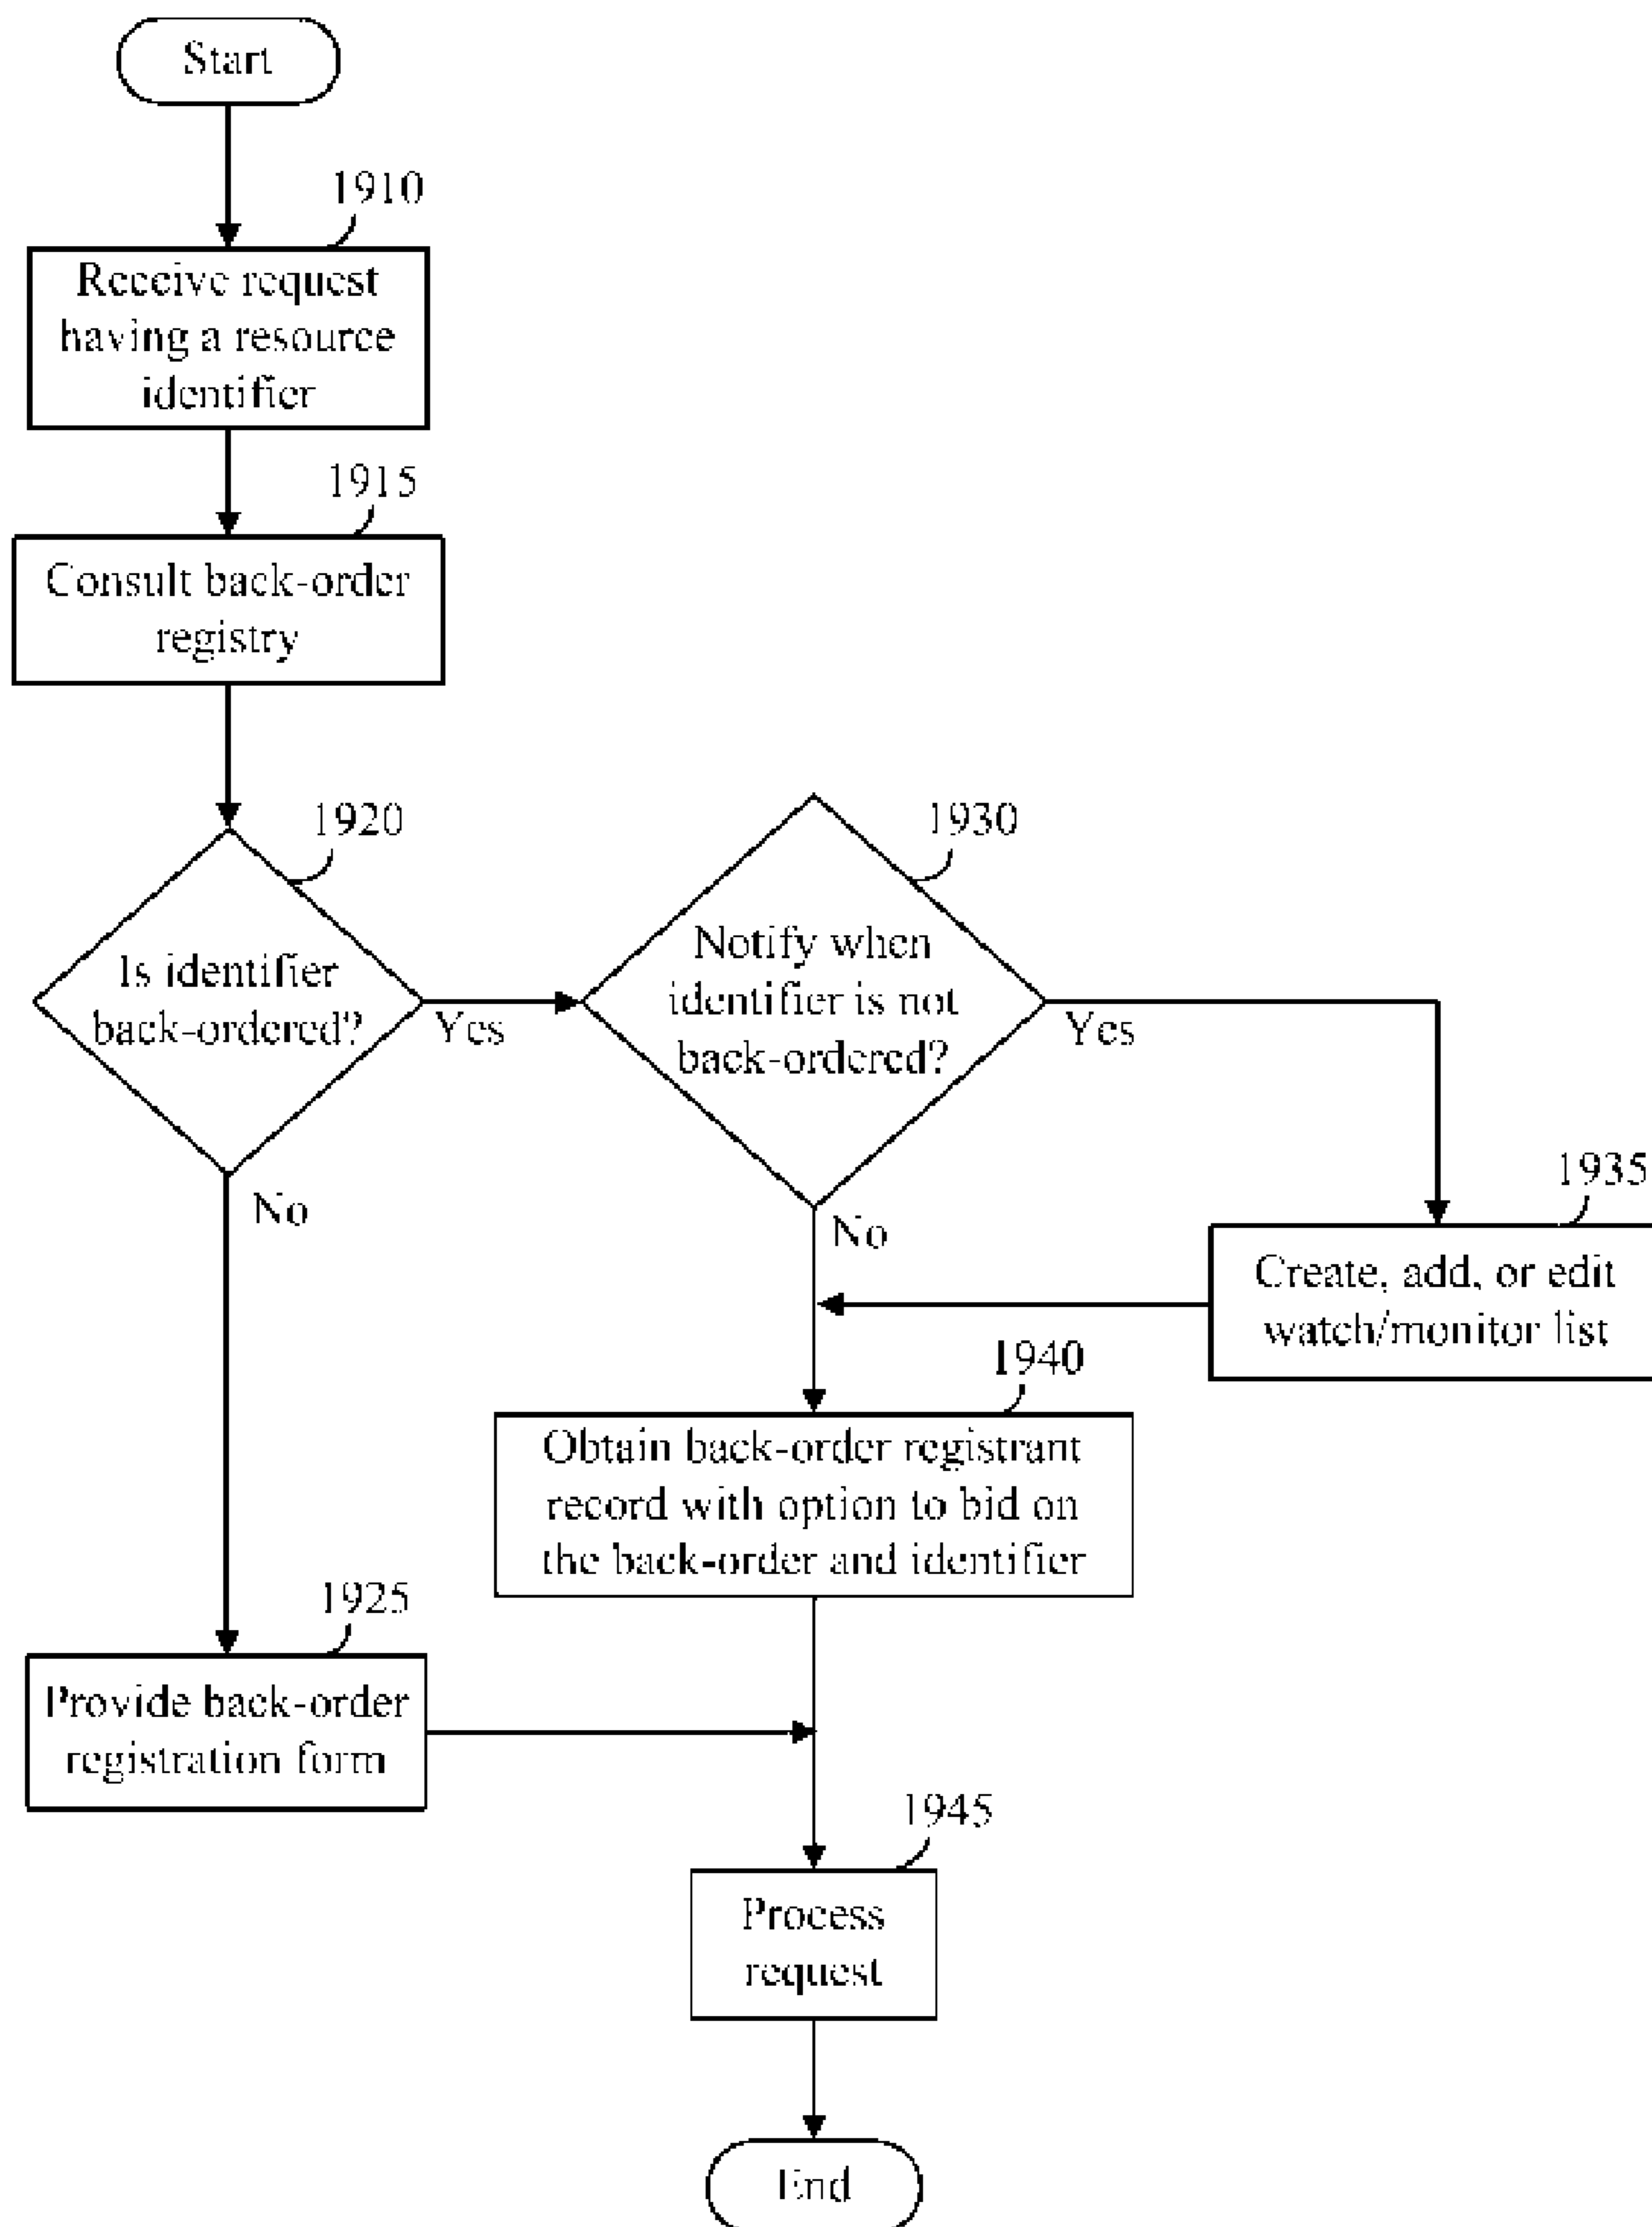 Start
1910
Receive request
having a resource
identifier
1915
Consult back-order
registry
1920
Is identifier
back-ordered?
Yes
No
1930
Notify when
identifier is not
back-ordered?
Yes
No
1935
Create, add, or edit
watch/monitor list
1940
Obtain back-order registrant
record with option to bid on
the back-order and identifier
1925
Provide back-order
registration form
1945
Process
request
End